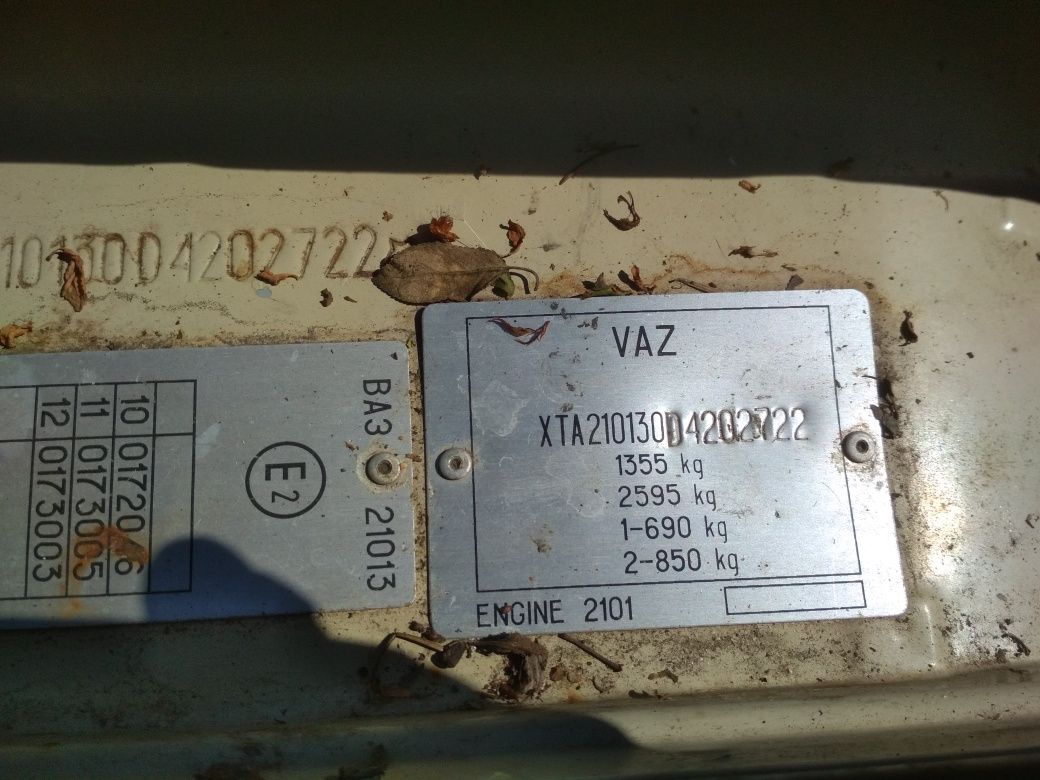 10130D4202722
10 0172046
11 0173005
12 0173003
E2
ВАЗ 21013
VAZ
XTA210130D4202722
1355 kg
2595 kg
1-690 kg
2-850 kg
ENGINE 2101